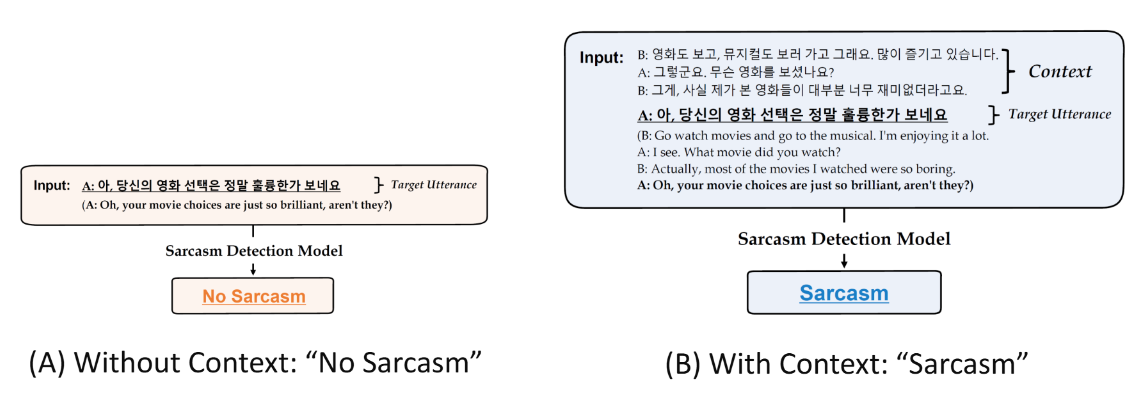 Input:
A: 아, 당신의 영화 선택은 정말 훌륭한가 보네요
Target Utterance
(A: Oh, your movie choices are just so brilliant, aren't they?)
Sarcasm Detection Model
No Sarcasm
(A) Without Context: “No Sarcasm”
Input:
B: 영화도 보고, 뮤지컬도 보러 가고 그래요. 많이 즐기고 있습니다.
A: 그렇군요. 무슨 영화를 보셨나요?
B: 그게, 사실 제가 본 영화들이 대부분 너무 재미없더라고요.
Context
A: 아, 당신의 영화 선택은 정말 훌륭한가 보네요
Target Utterance
(B: Go watch movies and go to the musical. I'm enjoying it a lot.
A: I see. What movie did you watch?
B: Actually, most of the movies I watched were so boring.
A: Oh, your movie choices are just so brilliant, aren't they?)
Sarcasm Detection Model
Sarcasm
(B) With Context: “Sarcasm”